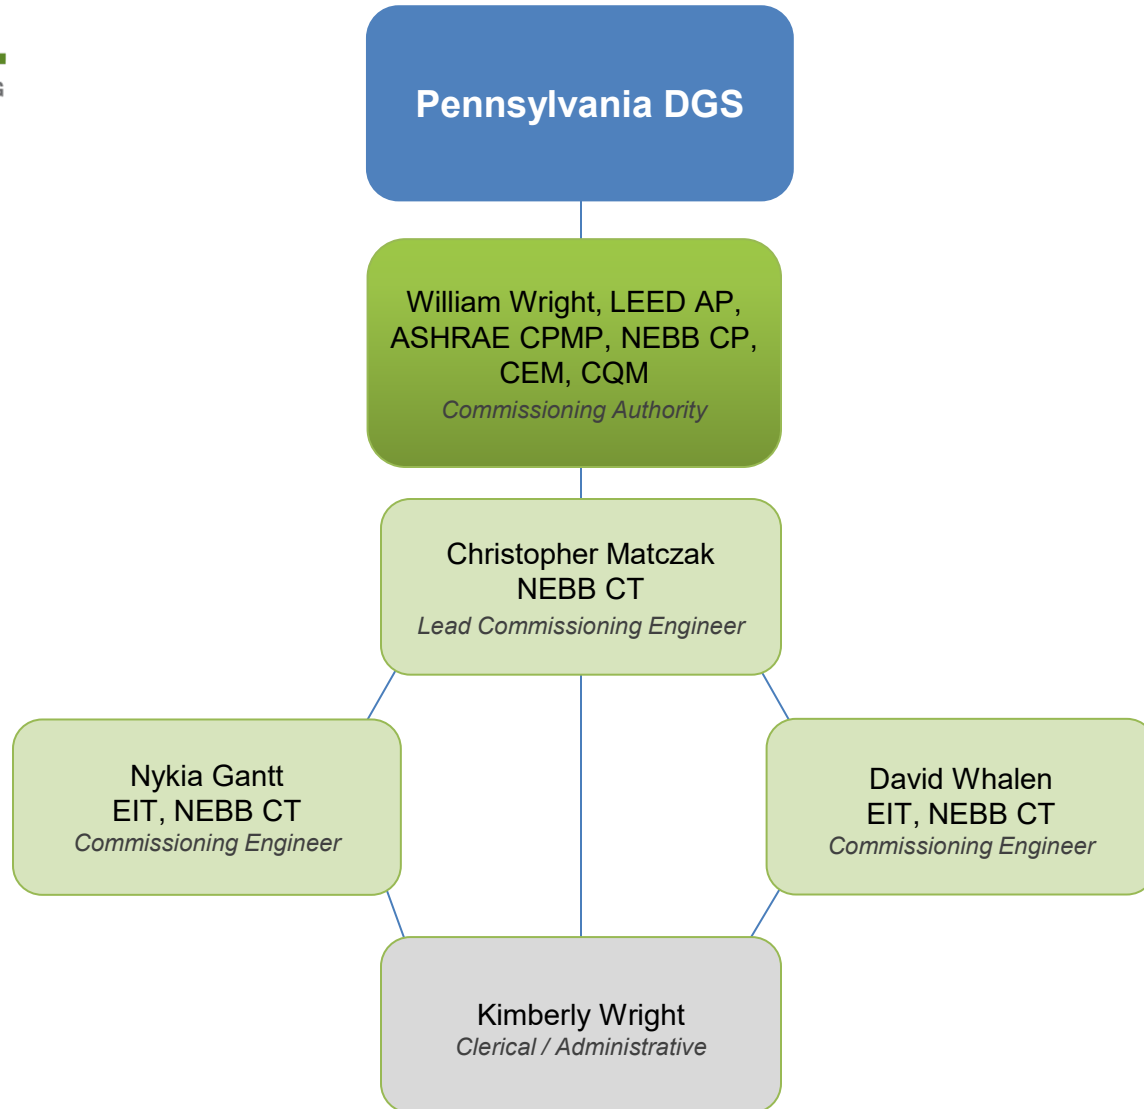 Pennsylvania DGS
William Wright, LEED AP,
ASHRAE CPMP, NEBB CP,
CEM, CQM
Commissioning Authority
Christopher Matczak
NEBB CT
Lead Commissioning Engineer
Nykia Gantt
EIT, NEBB CT
Commissioning Engineer
David Whalen
EIT, NEBB CT
Commissioning Engineer
Kimberly Wright
Clerical / Administrative